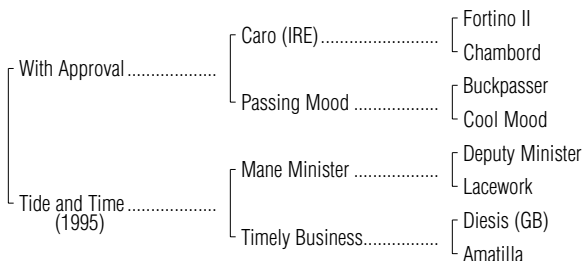 Fortino II
Caro (IRE)........................
Chambord
With Approval..................
Buckpasser
Passing Mood.................
Cool Mood
Deputy Minister
Mane Minister.................
Lacework
Tide and Time..................
(1995)
Diesis (GB)
Timely Business...............
Amatilla